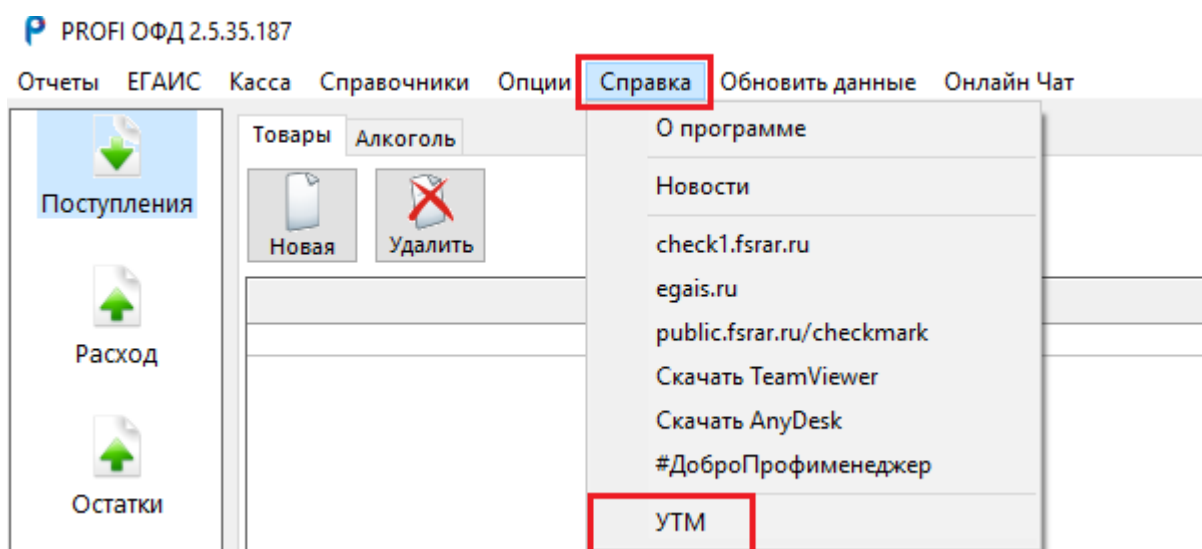 PROFI ОФД 2.5.35.187
Отчеты ЕГАИС Касса Справочники Опции Справка Обновить данные Онлайн Чат
Поступления
Расход
Остатки
Товары Алкоголь
Новая Удалить
О программе
Новости
check1.fsrar.ru
egais.ru
public.fsrar.ru/checkmark
Скачать TeamViewer
Скачать AnyDesk
#ДоброПрофименеджер
УТМ